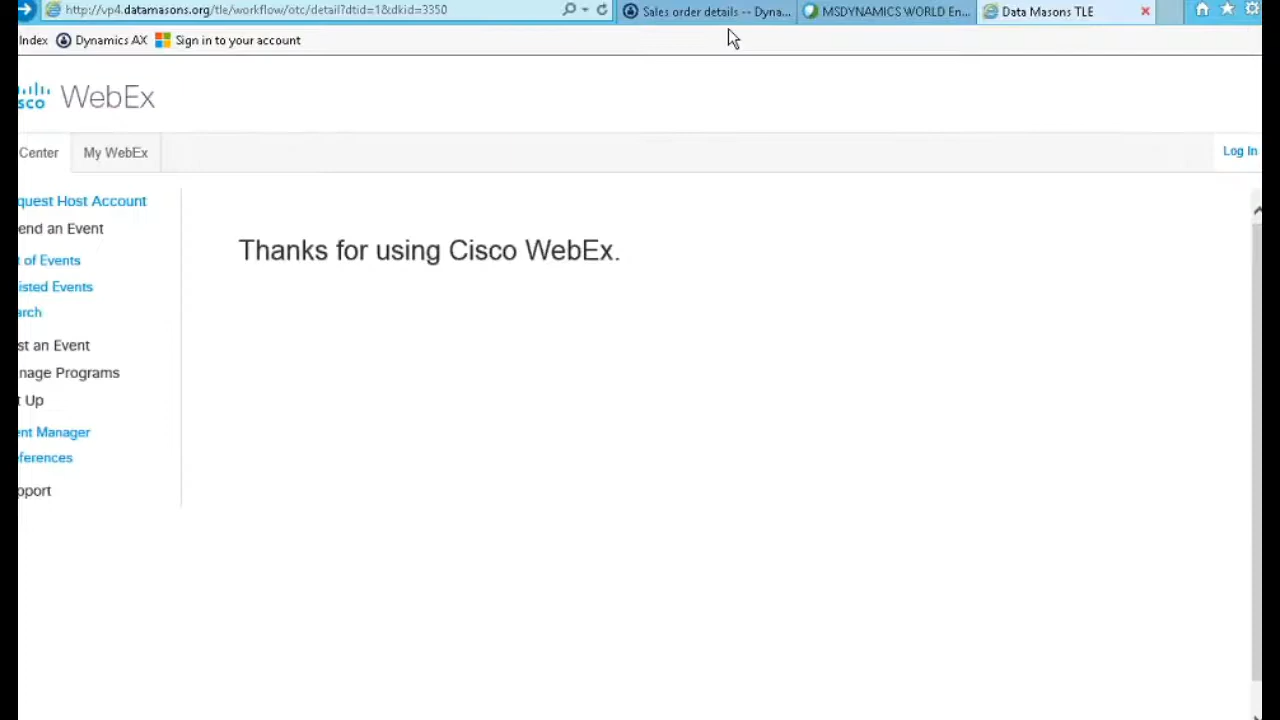 http://vp4.datamasons.org/tle/workflow/otc/detail?dtid=1&dkid=3350
Sales order details -- Dyna...
MSDYNAMICS WORLD En...
Data Masons TLE
Index
Dynamics AX
Sign in to your account
sco WebEx
Center
My WebEx
Log In
quest Host Account
end an Event
t of Events
isted Events
arch
st an Event
nage Programs
t Up
ent Manager
ferences
pport
Thanks for using Cisco WebEx.